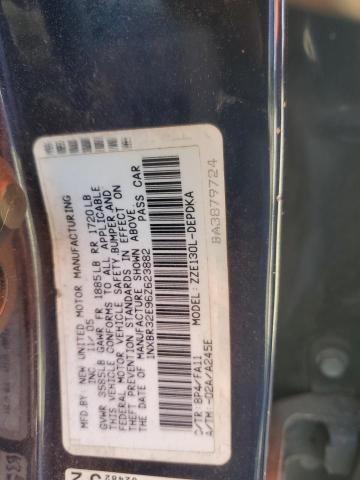 MFD BY: NEW UNITED MOTOR MANUFACTURING
INC 11/05
GVWR 3585LB GAWR FR 1885LB RR 1720LB
THIS VEHICLE CONFORMS TO ALL APPLICABLE
FEDERAL MOTOR VEHICLE SAFETY, BUMPER AND
THEFT PREVENTION STANDARDS IN EFFECT ON
THE DATE OF MANUFACTURE SHOWN ABOVE.
1NXBR32E96Z623882 PASS CAR
MODEL: ZZE130L-DEPDKA
C/TR:8P4/FA11
A/TR:-02A/A245E
BA3879724